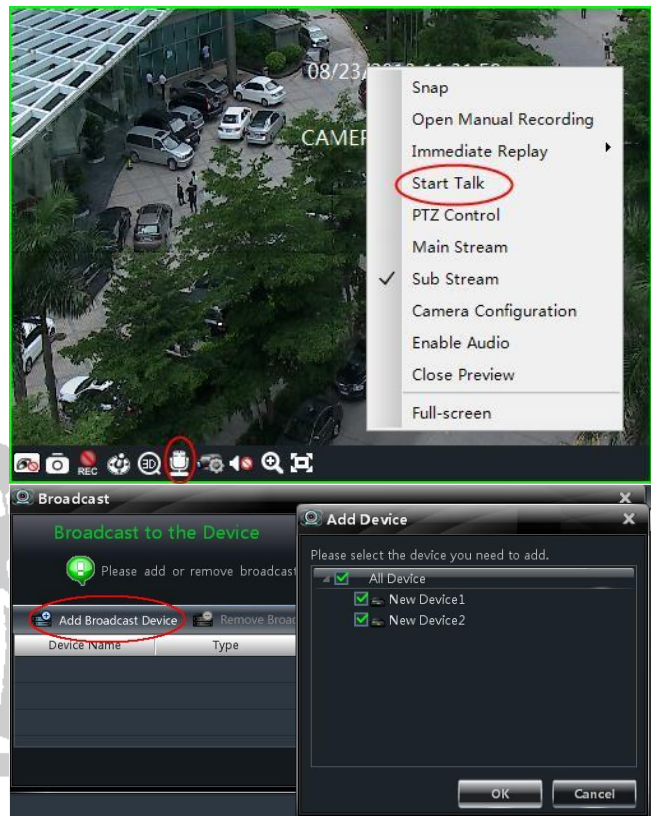 08/23/
CAMER
Snap
Open Manual Recording
Immediate Replay
Start Talk
PTZ Control
Main Stream
Sub Stream
Camera Configuration
Enable Audio
Close Preview
Full-screen
REC
3D
Broadcast
X
Broadcast to the Device
Please add or remove broadcast
Add Broadcast Device Remove Broad
Device Name Type
Add Device
X
Please select the device you need to add.
All Device
New Device1
New Device2
OK Cancel